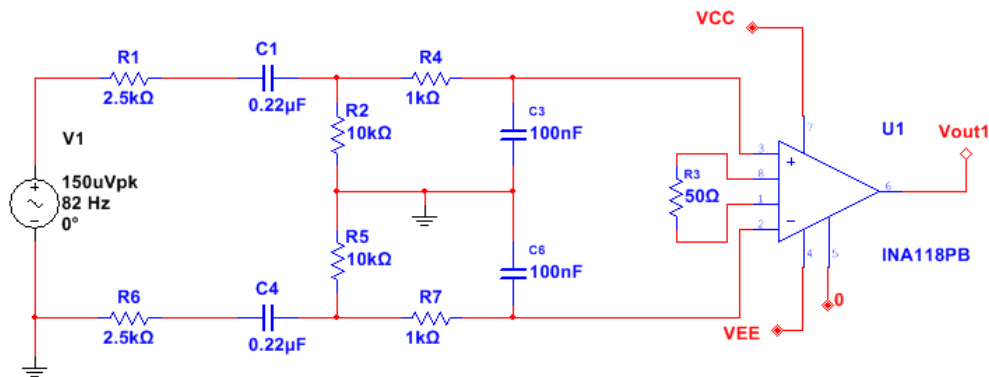 VCC
R1
2.5kΩ
C1
0.22µF
R4
1kΩ
R2
10kΩ
C3
100nF
V1
150uVpk
82 Hz
0°
7
U1
Vout1
3
8
1
2
6
R3
50Ω
4
5
INA118PB
R5
10kΩ
C6
100nF
R6
2.5kΩ
C4
0.22µF
R7
1kΩ
VEE
0